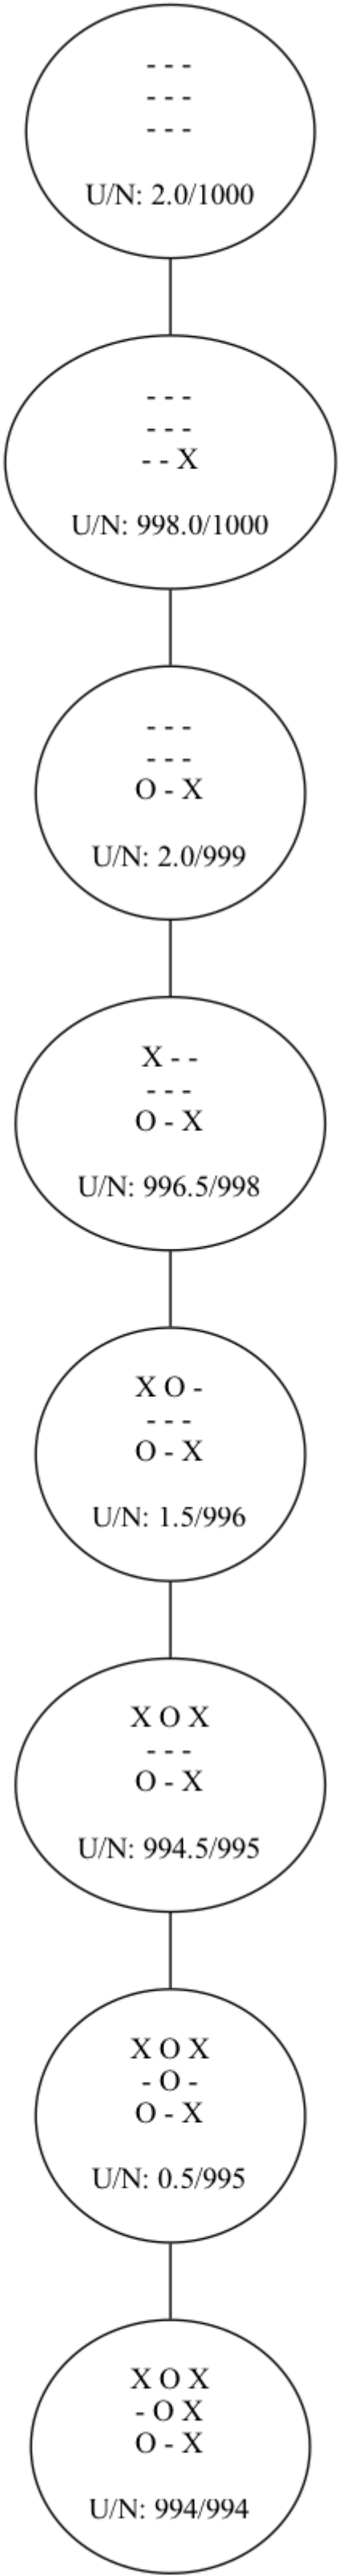 - - -
- - -
- - -
U/N: 2.0/1000
- - -
- - -
- - X
U/N: 998.0/1000
- - -
- - -
O - X
U/N: 2.0/999
X - -
- - -
O - X
U/N: 996.5/998
X O -
- - -
O - X
U/N: 1.5/996
X O X
- - -
O - X
U/N: 994.5/995
X O X
- O -
O - X
U/N: 0.5/995
X O X
- O X
O - X
U/N: 994/994